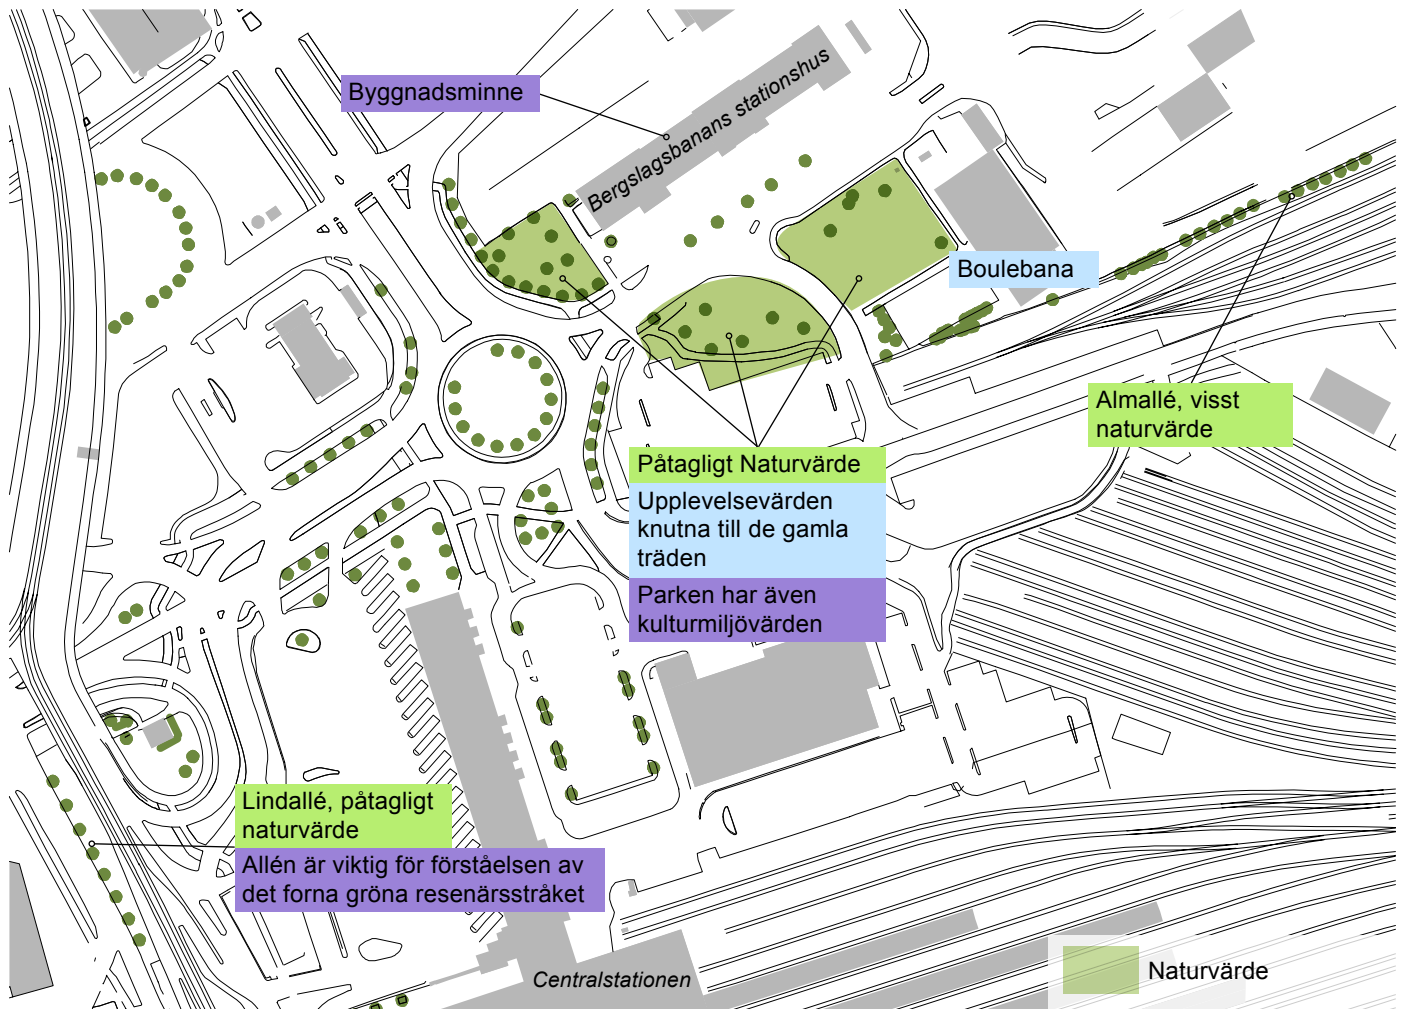 Byggnadsminne
Bergslagsbanans stationshus
Boulebana
Almallé, visst
naturvärde
Påtagligt Naturvärde
Upplevelsevärden
knutna till de gamla
träden
Parken har även
kulturmiljövärden
Lindallé, påtagligt
naturvärde
Allén är viktig för förståelsen av
det forna gröna resenärsstråket
Centralstationen
Naturvärde